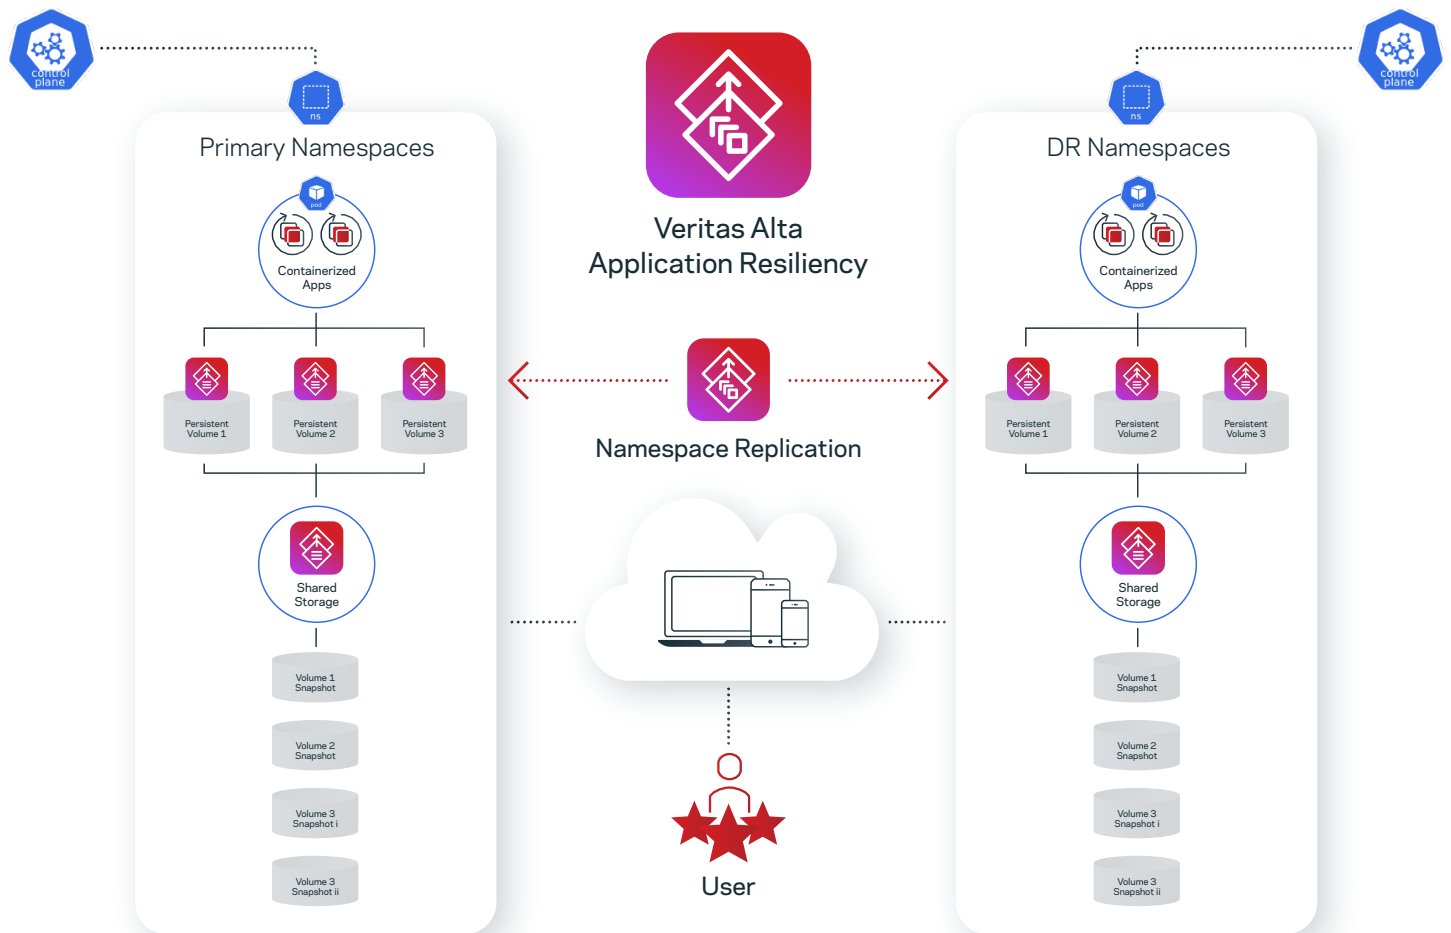 control
plane
ns
Primary Namespaces
pod
Containerized
Apps
Persistent
Volume 1
Persistent
Volume 2
Persistent
Volume 3
Shared
Storage
Volume 1
Snapshot
Volume 2
Snapshot
Volume 3
Snapshot i
Volume 3
Snapshot ii
Veritas Alta
Application Resiliency
Namespace Replication
User
control
plane
ns
DR Namespaces
pod
Containerized
Apps
Persistent
Volume 1
Persistent
Volume 2
Persistent
Volume 3
Shared
Storage
Volume 1
Snapshot
Volume 2
Snapshot
Volume 3
Snapshot i
Volume 3
Snapshot ii